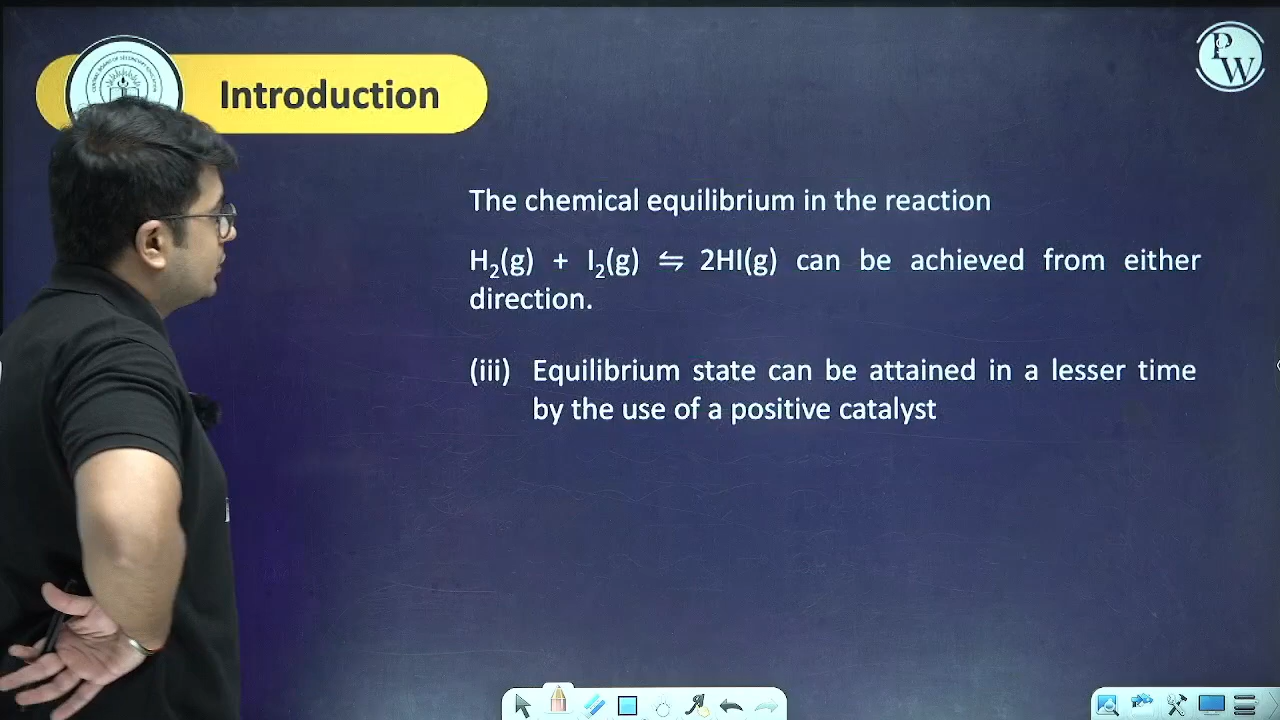 Introduction
PW
The chemical equilibrium in the reaction
H₂(g) + I₂(g) ⇋ 2HI(g) can be achieved from either
direction.
(iii) Equilibrium state can be attained in a lesser time
by the use of a positive catalyst